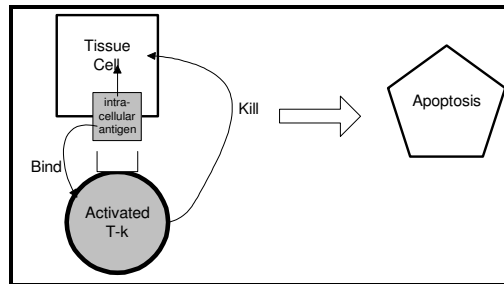 Tissue
Cell
intra-
cellular
antigen
Bind
Kill
Activated
T-k
Apoptosis